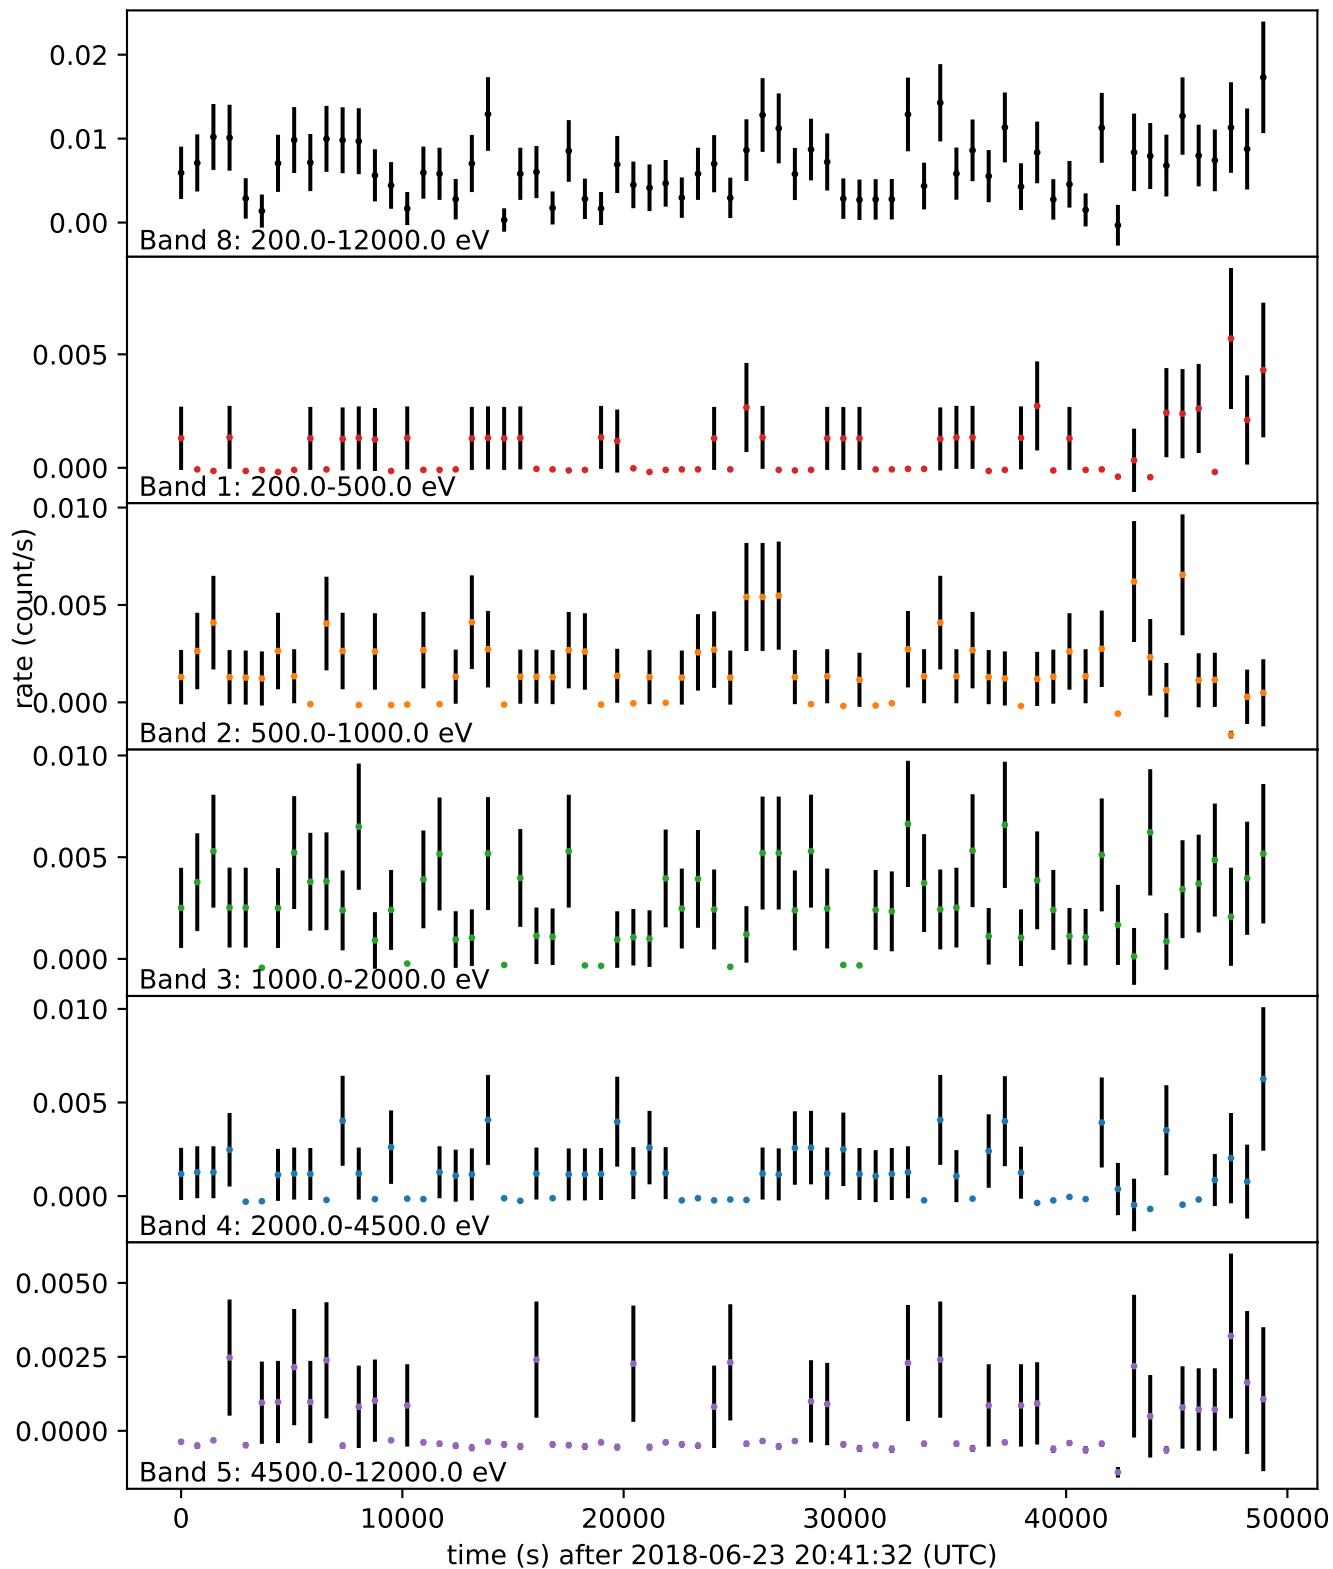 0.02
0.01
0.00
Band 8: 200.0-12000.0 eV
0.005
0.000
Band 1: 200.0-500.0 eV
0.010
0.005
0.000
Band 2: 500.0-1000.0 eV
rate (count/s)
0.010
0.005
0.000
Band 3: 1000.0-2000.0 eV
0.010
0.005
0.000
Band 4: 2000.0-4500.0 eV
0.0050
0.0025
0.0000
Band 5: 4500.0-12000.0 eV
0 10000 20000 30000 40000 50000
time (s) after 2018-06-23 20:41:32 (UTC)